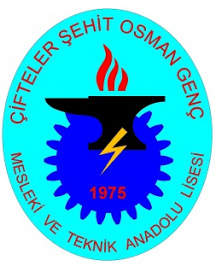 ÇİFTELER ŞEHİT OSMAN GENÇ
1975
MESLEKİ VE TEKNİK ANADOLU LİSESİ